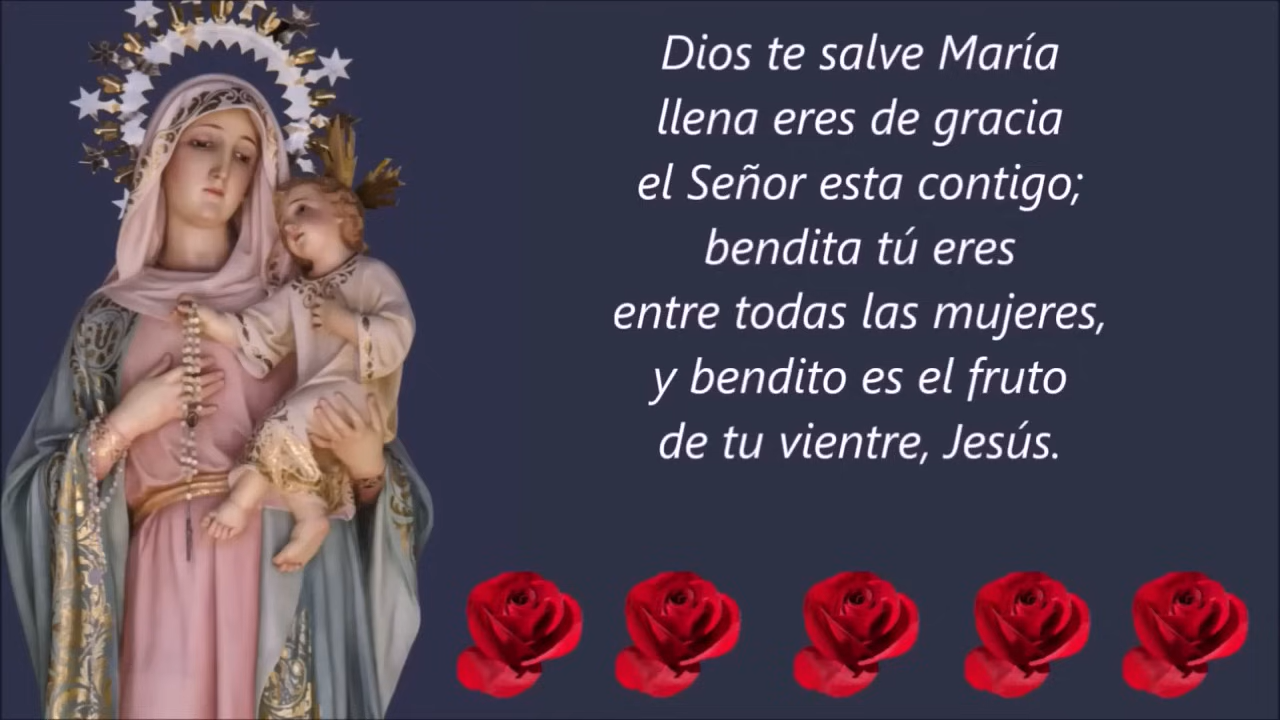 Dios te salve María
llena eres de gracia
el Señor esta contigo;
bendita tú eres
entre todas las mujeres,
y bendito es el fruto
de tu vientre, Jesús.